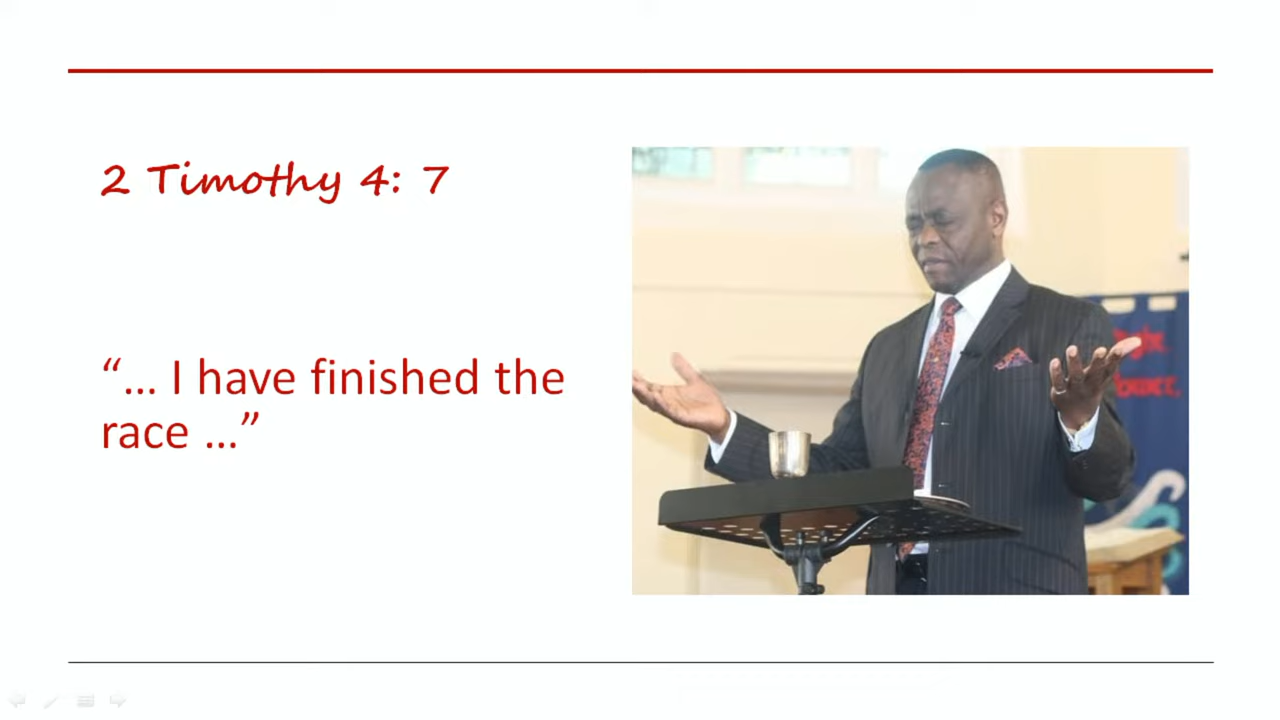 2 Timothy 4: 7
“… I have finished the
race …”